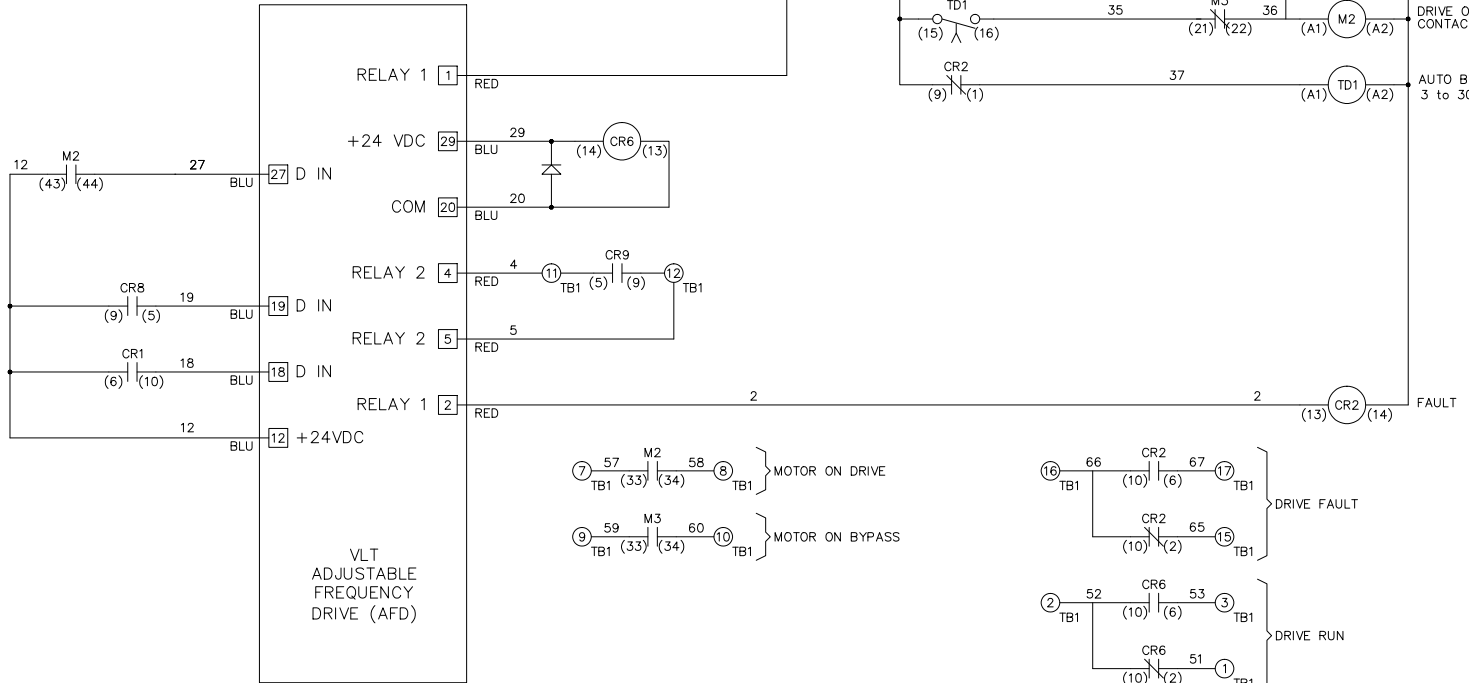 TD1
(15) (16)
35
M3
(21) (22)
36
(A1) M2 (A2)
DRIVE O
CONTAC
CR2
(9) (1)
37
(A1) TD1 (A2)
AUTO B
3 to 30
RELAY 1 1
RED
+24 VDC 29
29
BLU
(14) CR6 (13)
12
M2
(43) (44)
27
BLU
27 D IN
COM 20
20
BLU
RELAY 2 4
4
RED
11
TB1
CR9
(5) (9)
12
TB1
CR8
(9) (5)
19
BLU
19 D IN
RELAY 2 5
5
RED
CR1
(6) (10)
18
BLU
18 D IN
RELAY 1 2
RED
2
2
(13) CR2 (14)
FAULT
12
BLU
12 +24VDC
7
TB1
57
M2
(33) (34)
58
8
TB1
MOTOR ON DRIVE
9
TB1
59
M3
(33) (34)
60
10
TB1
MOTOR ON BYPASS
16
TB1
66
CR2
(10) (6)
67
17
TB1
CR2
(10) (2)
65
15
TB1
DRIVE FAULT
2
TB1
52
CR6
(10) (6)
53
3
TB1
CR6
(10) (2)
51
1
TB1
DRIVE RUN
VLT
ADJUSTABLE
FREQUENCY
DRIVE (AFD)